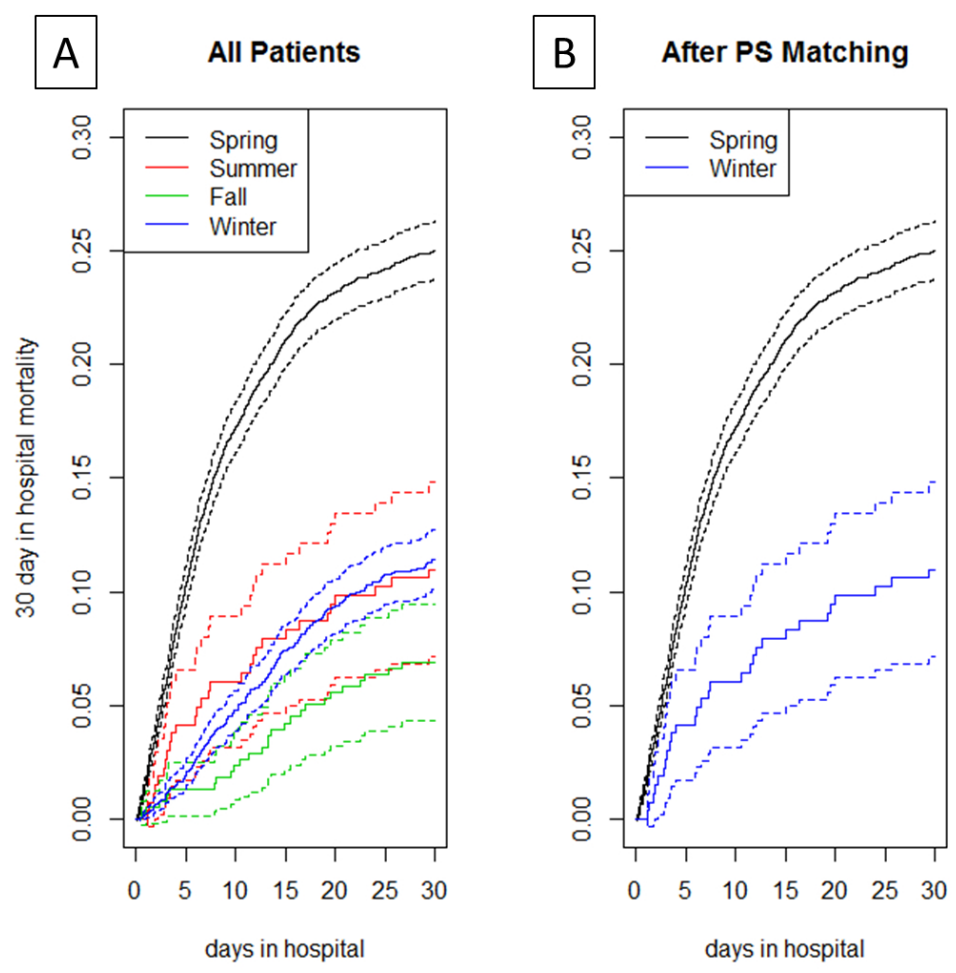 A
All Patients
Spring
Summer
Fall
Winter
30 day in hospital mortality
0.30
0.25
0.20
0.15
0.10
0.05
0.00
0 5 10 15 20 25 30
days in hospital
B
After PS Matching
Spring
Winter
0.30
0.25
0.20
0.15
0.10
0.05
0.00
0 5 10 15 20 25 30
days in hospital